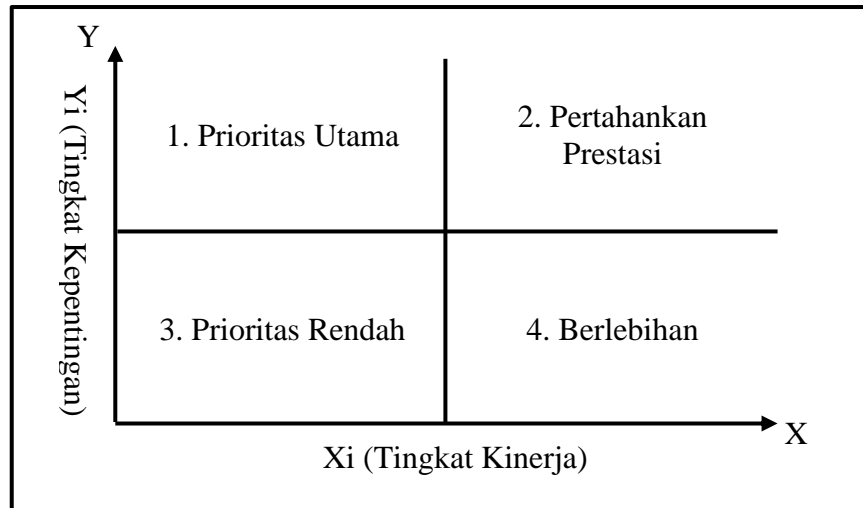 Y
Yi (Tingkat Kepentingan)
1. Prioritas Utama
2. Pertahankan
Prestasi
3. Prioritas Rendah
4. Berlebihan
X
Xi (Tingkat Kinerja)